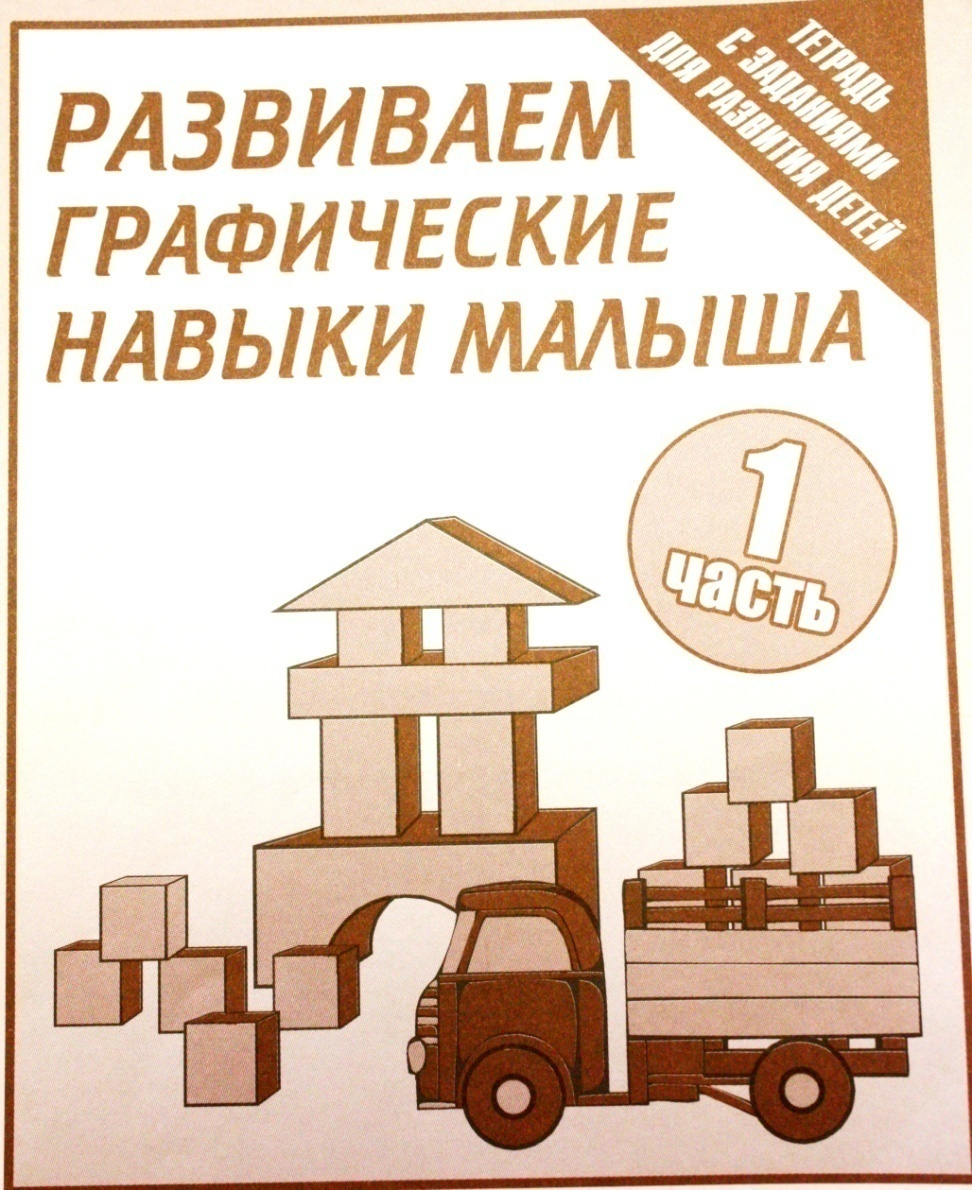 ТЕТРАДЬ
С ЗАДАНИЯМИ
ДЛЯ РАЗВИТИЯ ДЕТЕЙ
РАЗВИВАЕМ
ГРАФИЧЕСКИЕ
НАВЫКИ МАЛЫША
1
часть